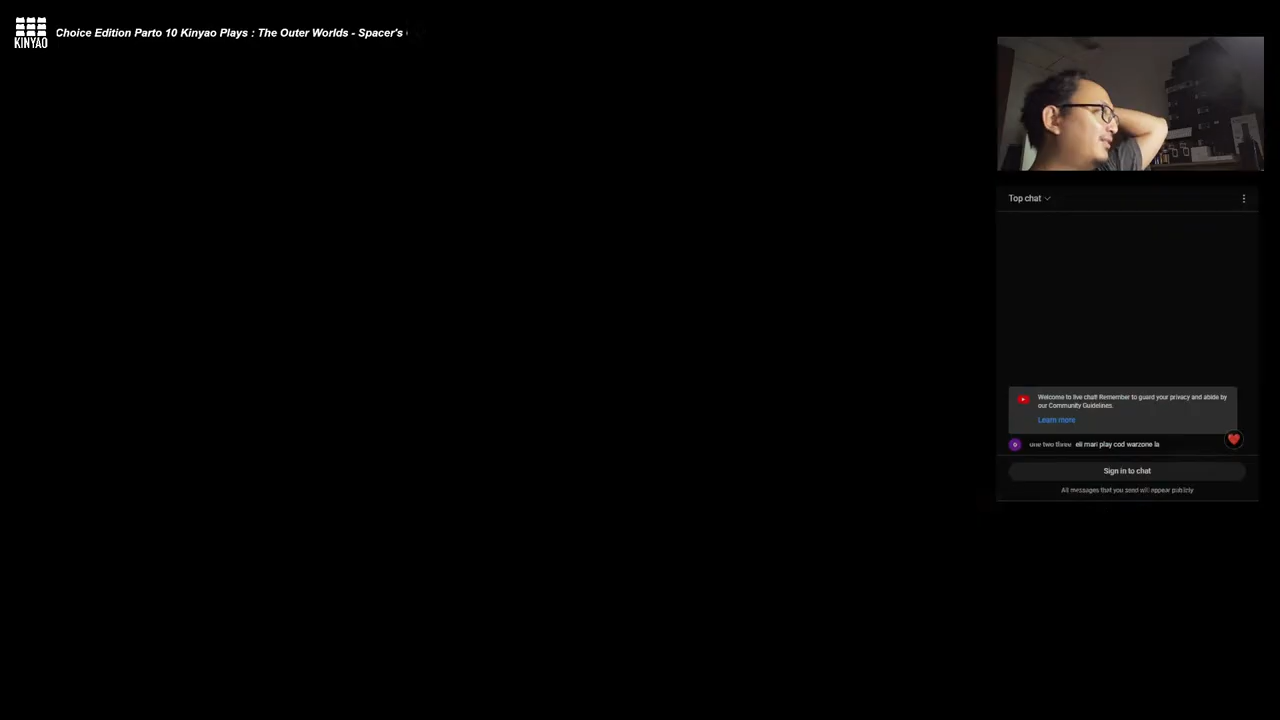 KINYAO
Choice Edition Parto 10 Kinyao Plays : The Outer Worlds - Spacer's
Top chat
Welcome to live chat! Remember to guard your privacy and abide by
our Community Guidelines.
Learn more
one two three eii mari play cod warzone la
Sign in to chat
All messages that you send will appear publicly